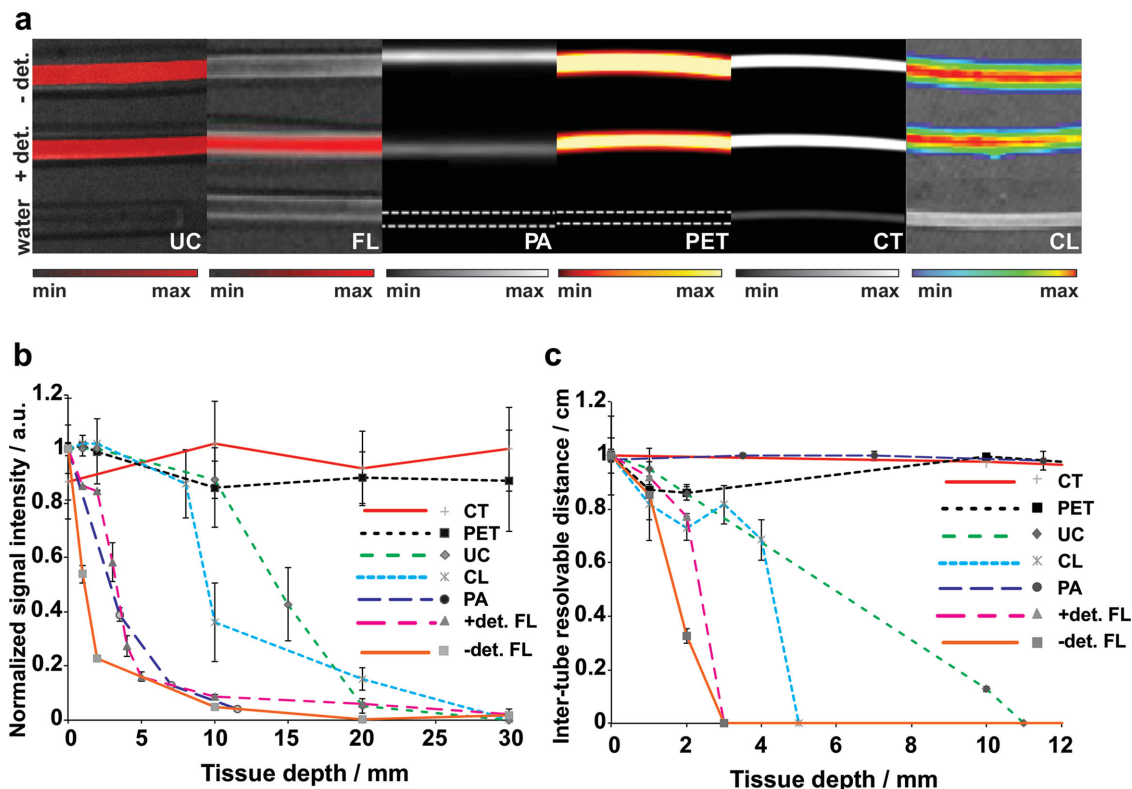 a
- det.
+ det.
water
UC
FL
PA
PET
CT
CL
min max
min max
min max
min max
min max
min max
b
Normalized signal intensity / a.u.
1.2
1
0.8
0.6
0.4
0.2
0
0 5 10 15 20 25 30
Tissue depth / mm
CT
PET
UC
CL
PA
+det. FL
-det. FL
c
Inter-tube resolvable distance / cm
1.2
1
0.8
0.6
0.4
0.2
0
0 2 4 6 8 10 12
Tissue depth / mm
CT
PET
UC
CL
PA
+det. FL
-det. FL